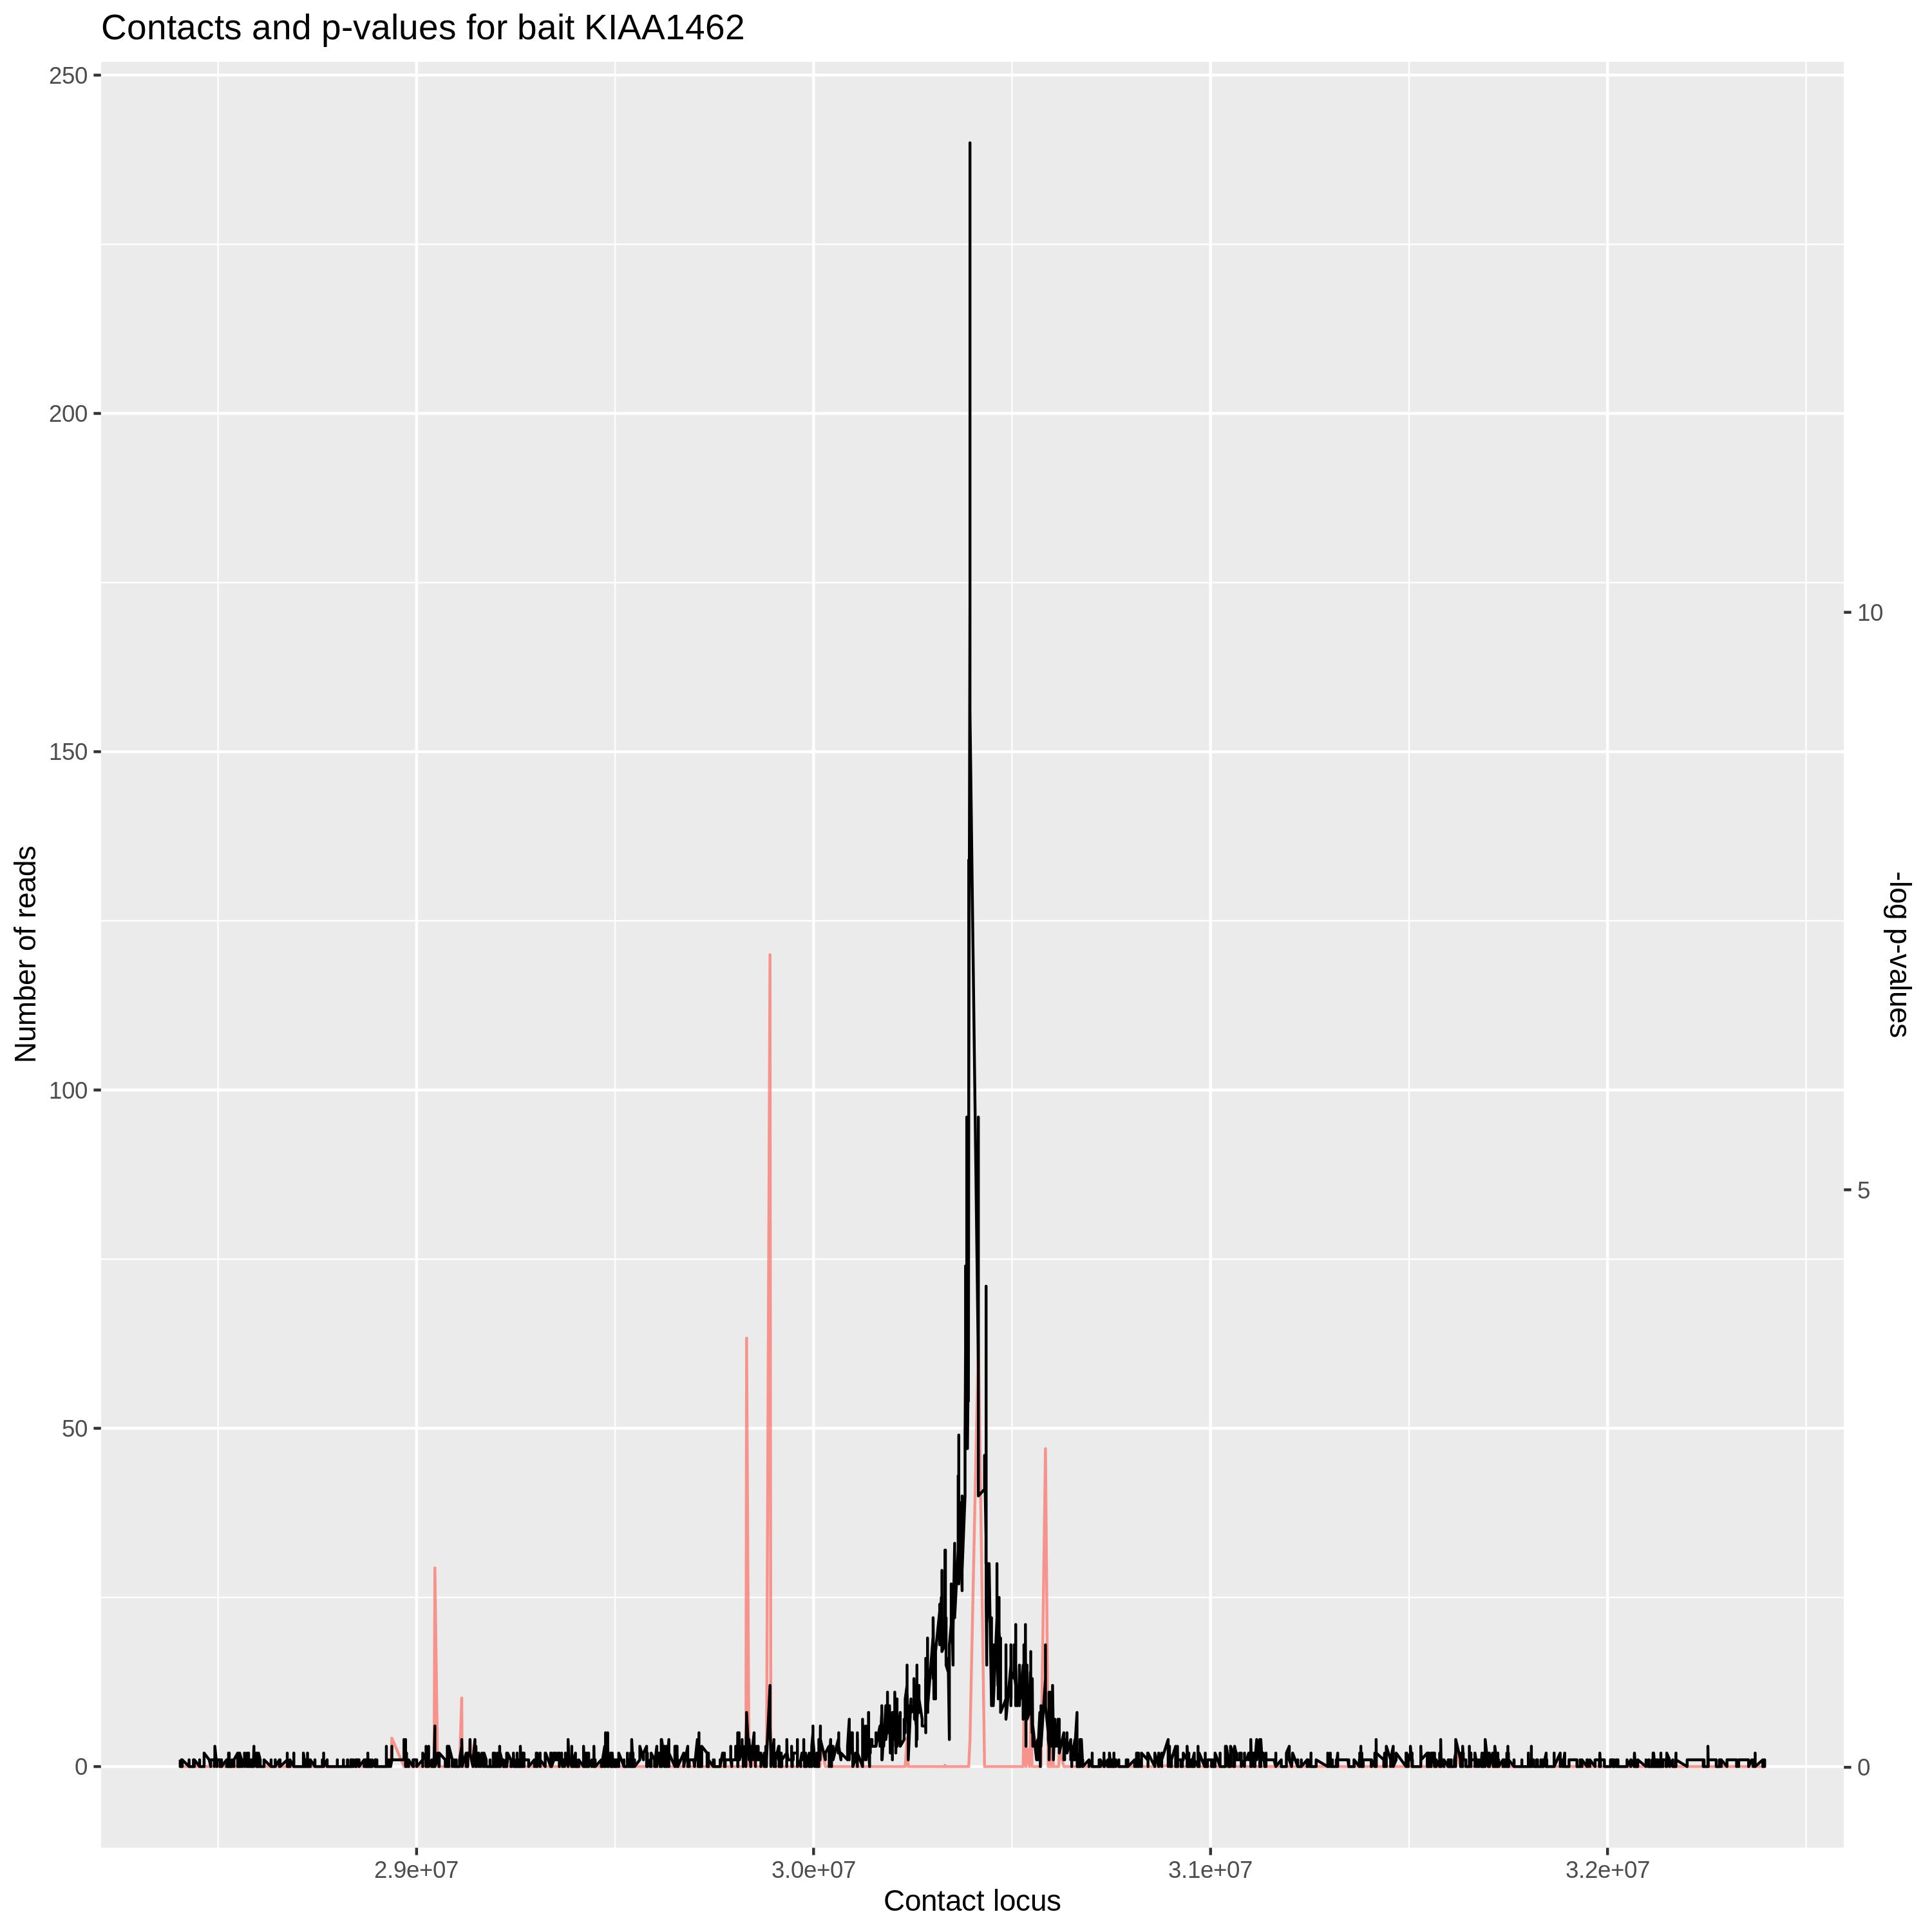 Contacts and p-values for bait KIAA1462
250
200
150
100
50
0
Number of reads
10
5
0
-log p-values
2.9e+07
3.0e+07
3.1e+07
3.2e+07
Contact locus